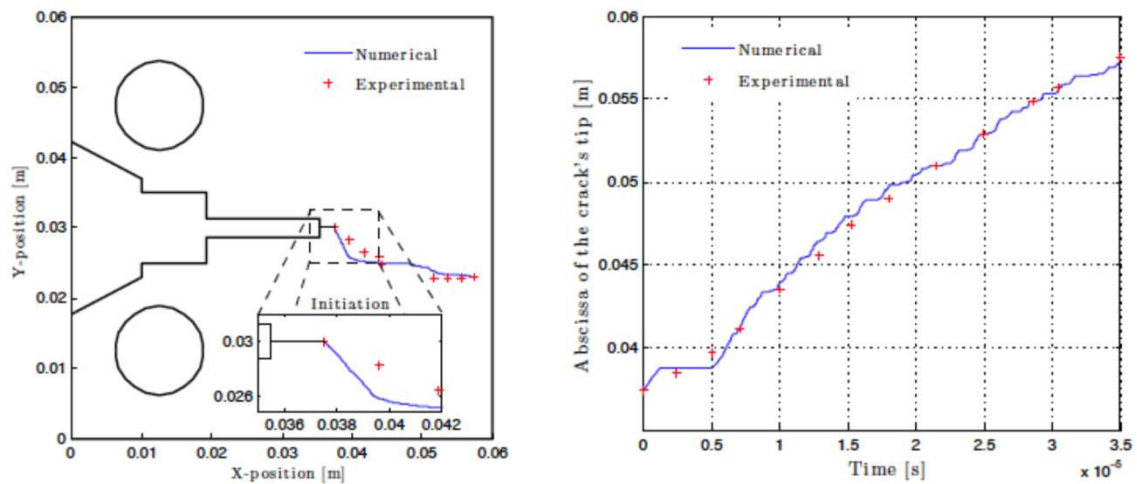 0.06
0.05
0.04
0.03
0.02
0.01
0
Y-position [m]
Numerical
Experimental
Initiation
0.03
0.026
0.036 0.038 0.04 0.042
0 0.01 0.02 0.03 0.04 0.05 0.06
X-position [m]
0.06
0.055
0.05
0.045
0.04
Abscissa of the crack's tip [m]
Numerical
Experimental
0 0.5 1 1.5 2 2.5 3 3.5
Time [s]
x 10⁻⁵